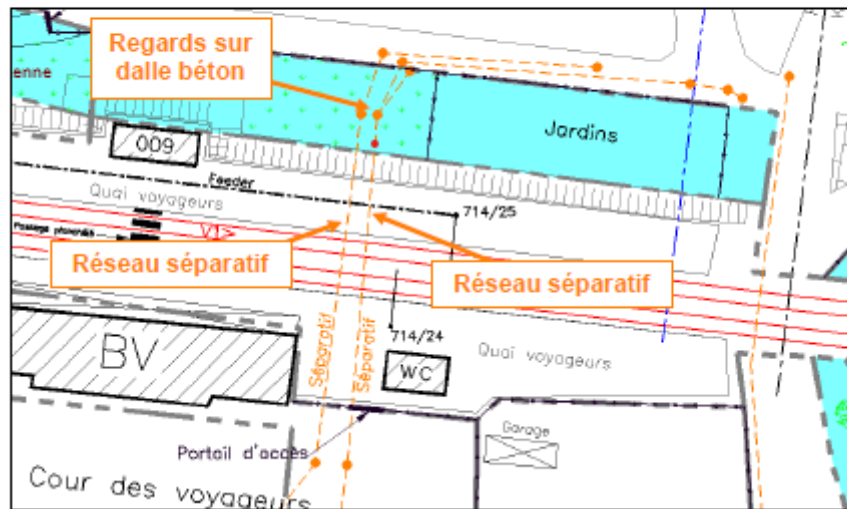 Regards sur
dalle béton
enne
Jardins
009
Feeder
Quai voyageurs
714/25
V1>
Réseau séparatif
Réseau séparatif
714/24
BV
Séparatif
Séparatif
WC
Quai voyageurs
Portail d'accès
Garage
Cour des voyageurs